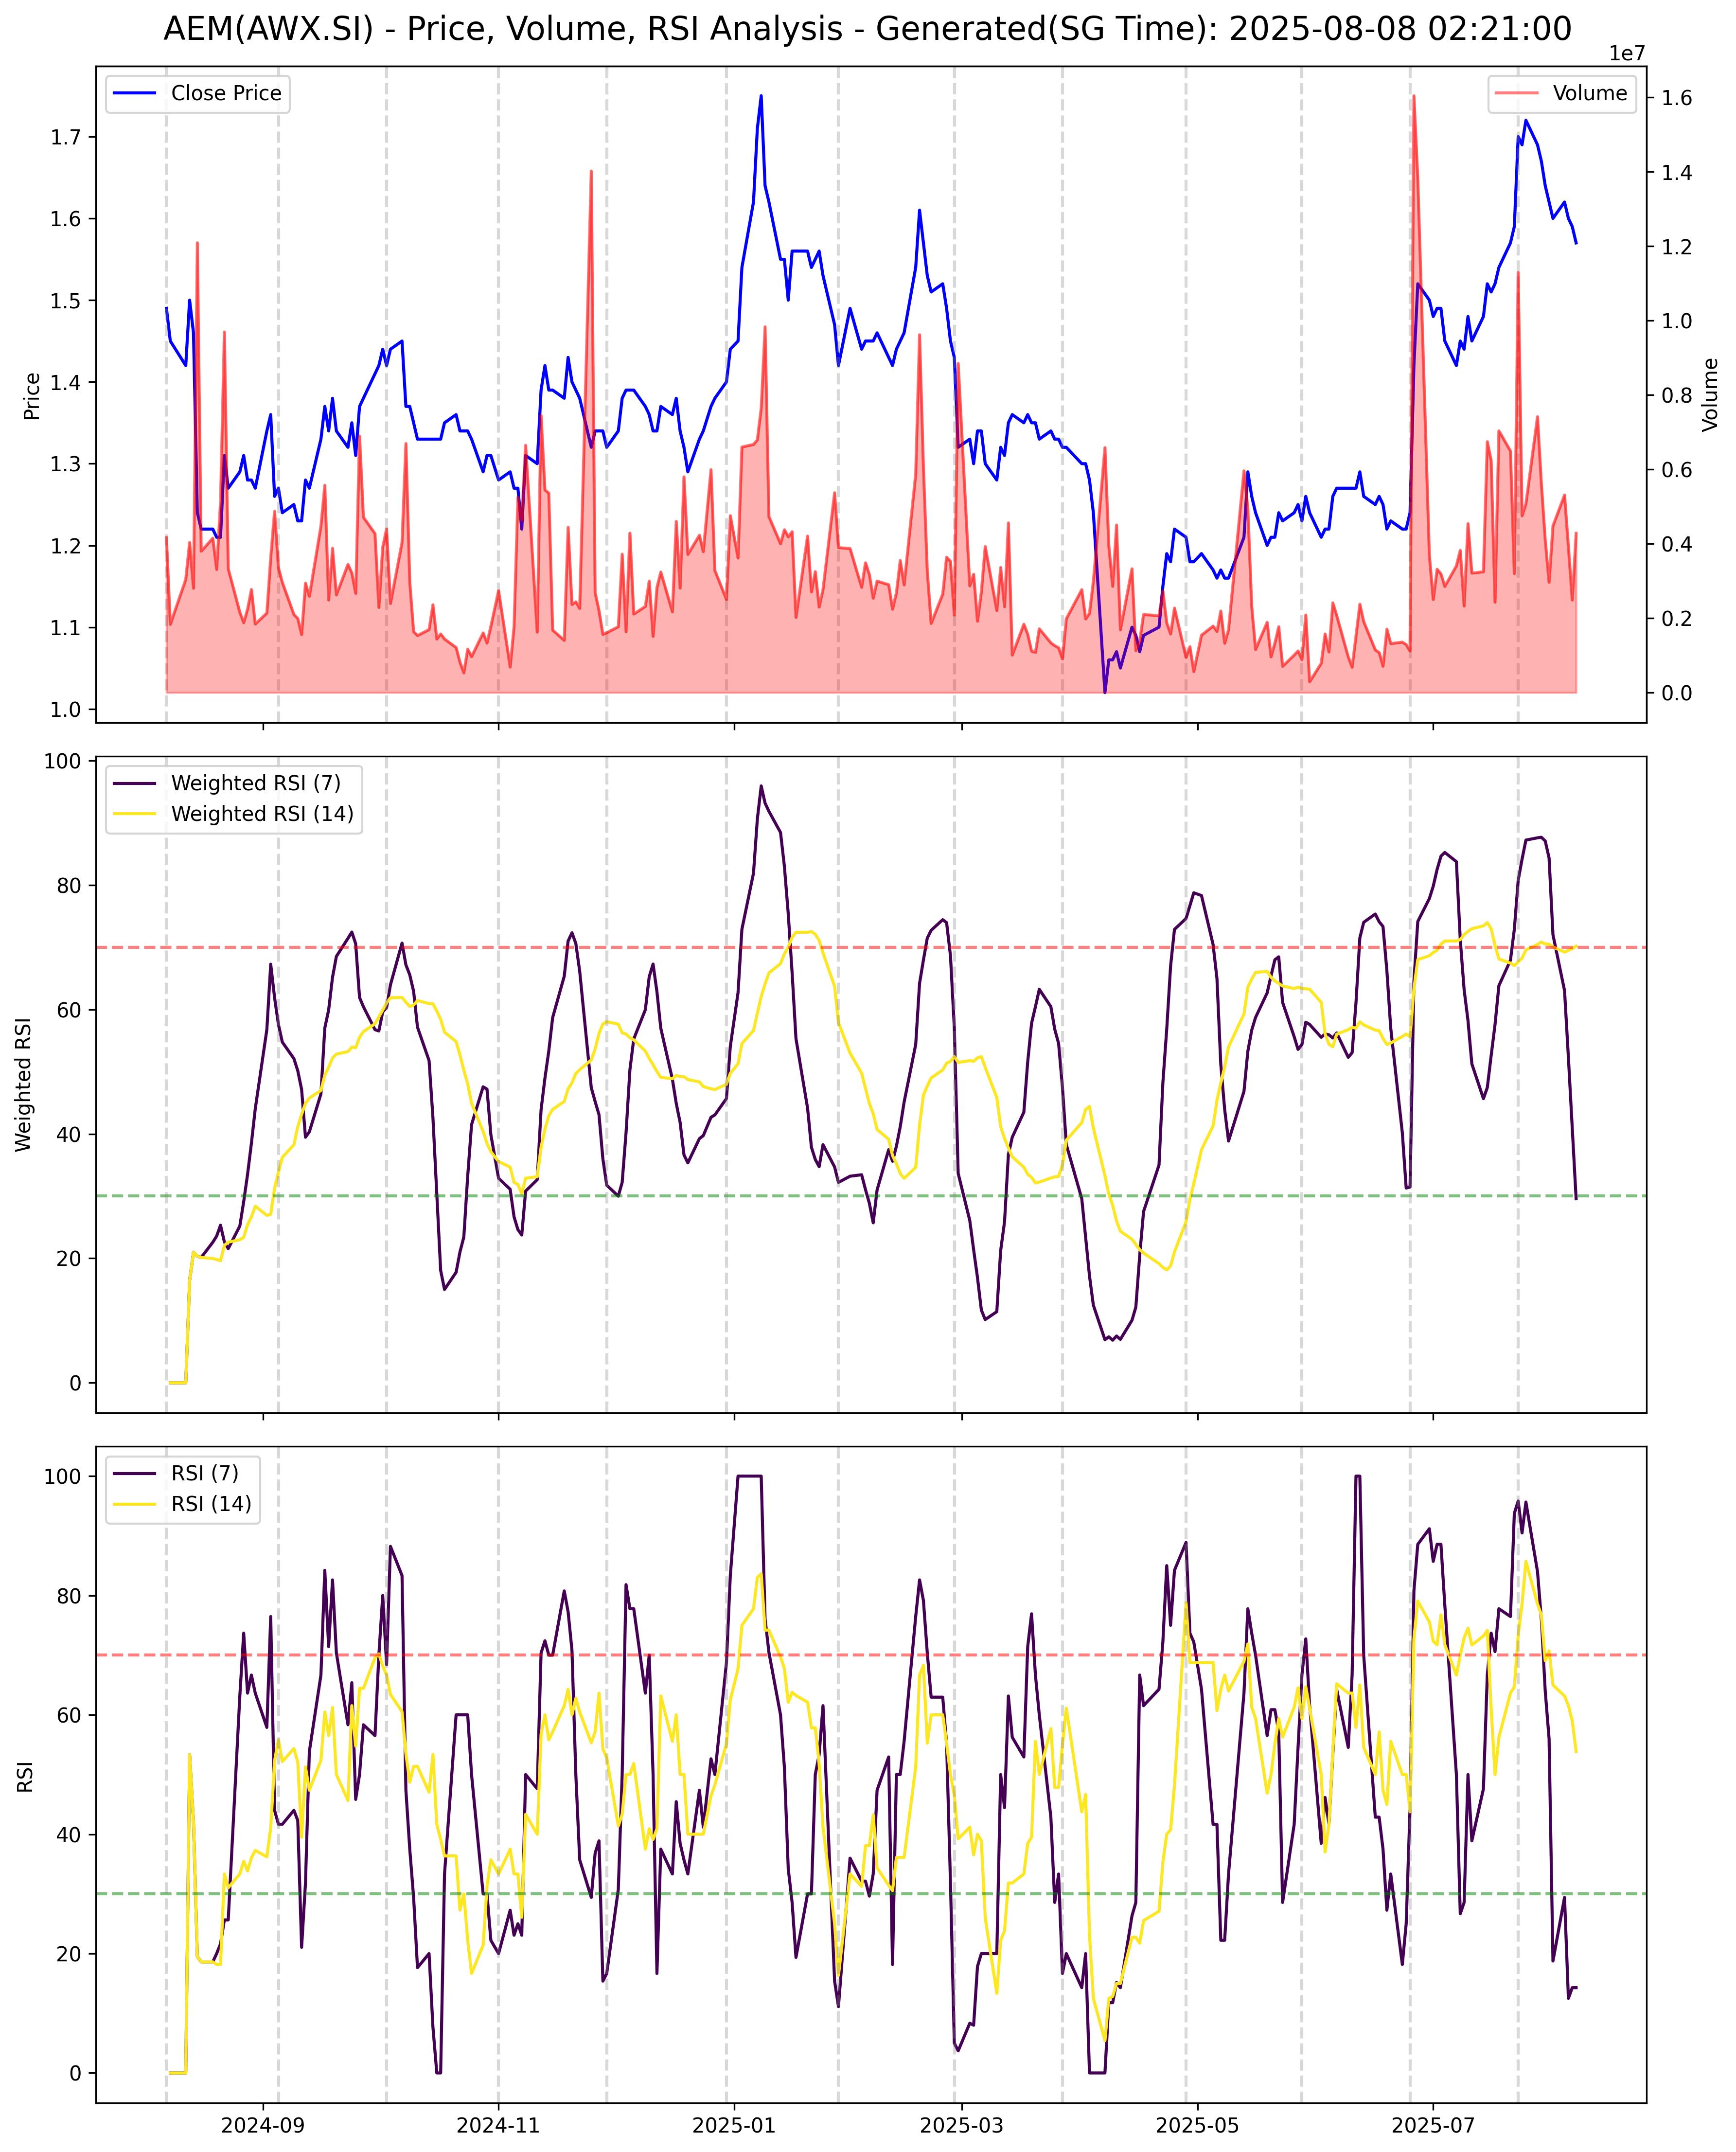 AEM(AWX.SI) - Price, Volume, RSI Analysis - Generated(SG Time): 2025-08-08 02:21:00
1e7
Close Price
Volume
1.7
1.6
1.5
1.4
1.3
1.2
1.1
1.0
Price
1.6
1.4
1.2
1.0
0.8
0.6
0.4
0.2
0.0
Volume
Weighted RSI (7)
Weighted RSI (14)
100
80
60
40
20
0
Weighted RSI
RSI (7)
RSI (14)
100
80
60
40
20
0
RSI
2024-09
2024-11
2025-01
2025-03
2025-05
2025-07